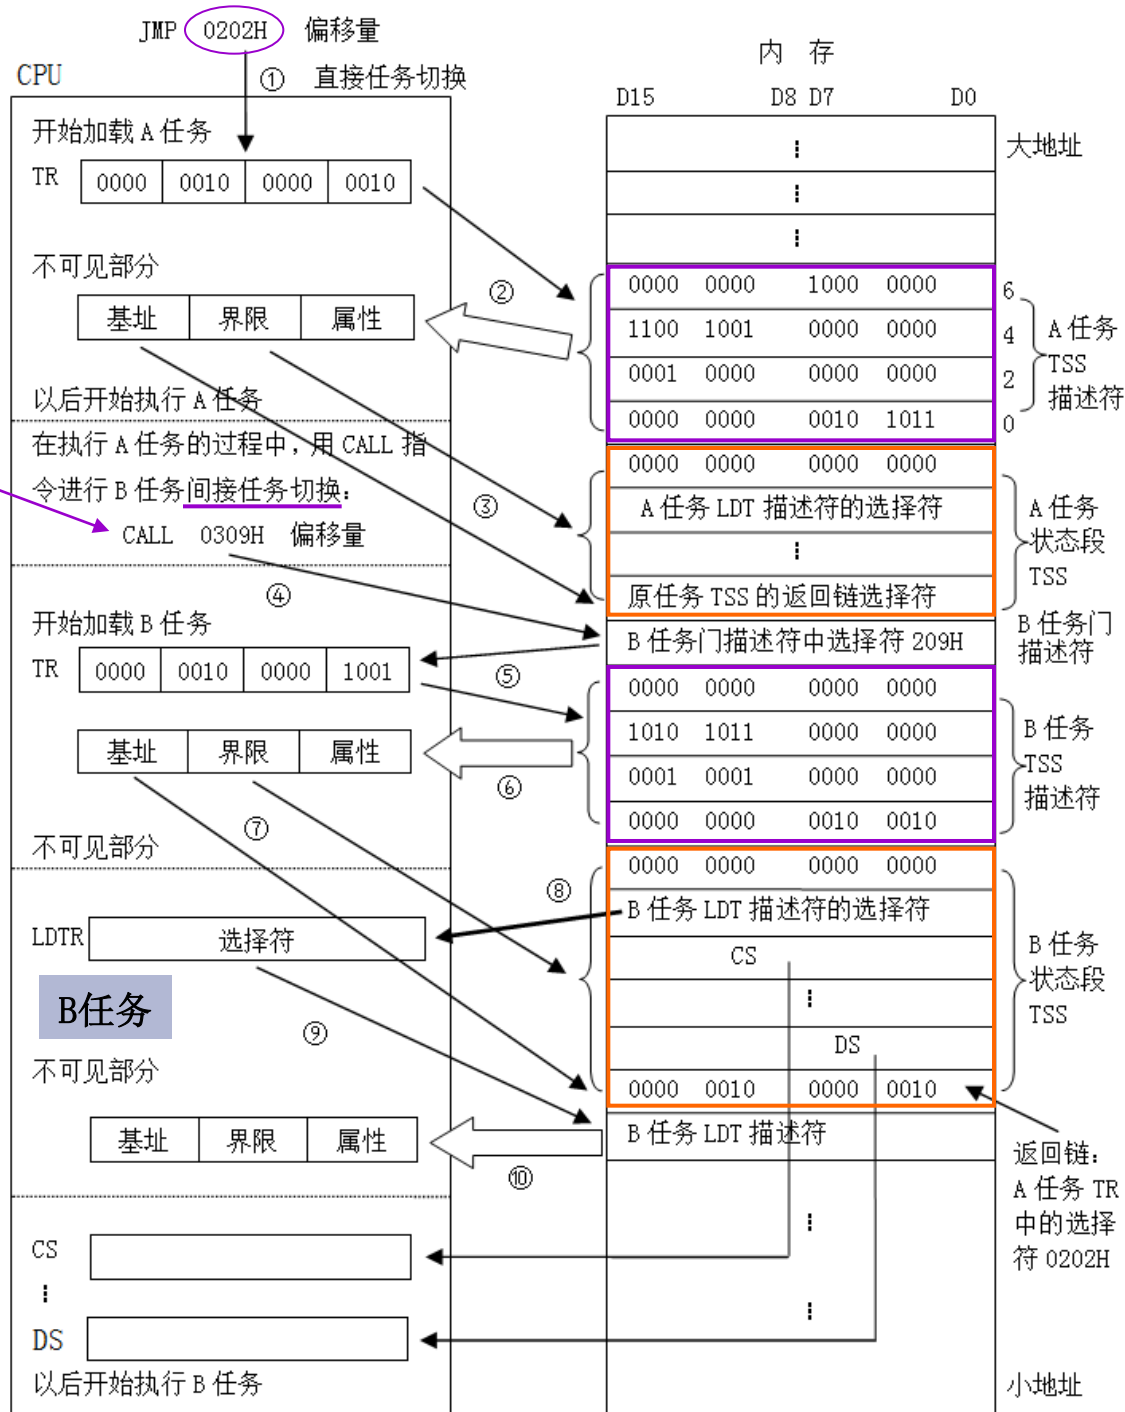 JMP 0202H 偏移量
CPU
① 直接任务切换
开始加载 A 任务
TR 0000 0010 0000 0010
不可见部分
②
基址 界限 属性
以后开始执行 A 任务
在执行 A 任务的过程中，用 CALL 指
令进行 B 任务间接任务切换：
③
CALL 0309H 偏移量
④
开始加载 B 任务
TR 0000 0010 0000 1001
⑤
基址 界限 属性
⑥
⑦
不可见部分
⑧
LDTR 选择符
B任务
⑨
不可见部分
基址 界限 属性
⑩
CS
DS
以后开始执行 B 任务
内 存
D15 D8 D7 D0
大地址
0000 0000 1000 0000 6
1100 1001 0000 0000 4
0001 0000 0000 0000 2
0000 0000 0010 1011 0
A 任务
TSS
描述符
0000 0000 0000 0000
A 任务 LDT 描述符的选择符
原任务 TSS 的返回链选择符
A 任务
状态段
TSS
B 任务门描述符中选择符 209H
B 任务门
描述符
0000 0000 0000 0000
1010 1011 0000 0000
0001 0001 0000 0000
0000 0000 0010 0010
B 任务
TSS
描述符
0000 0000 0000 0000
B 任务 LDT 描述符的选择符
CS
DS
0000 0010 0000 0010
B 任务
状态段
TSS
B 任务 LDT 描述符
返回链：
A 任务 TR
中的选择
符 0202H
小地址